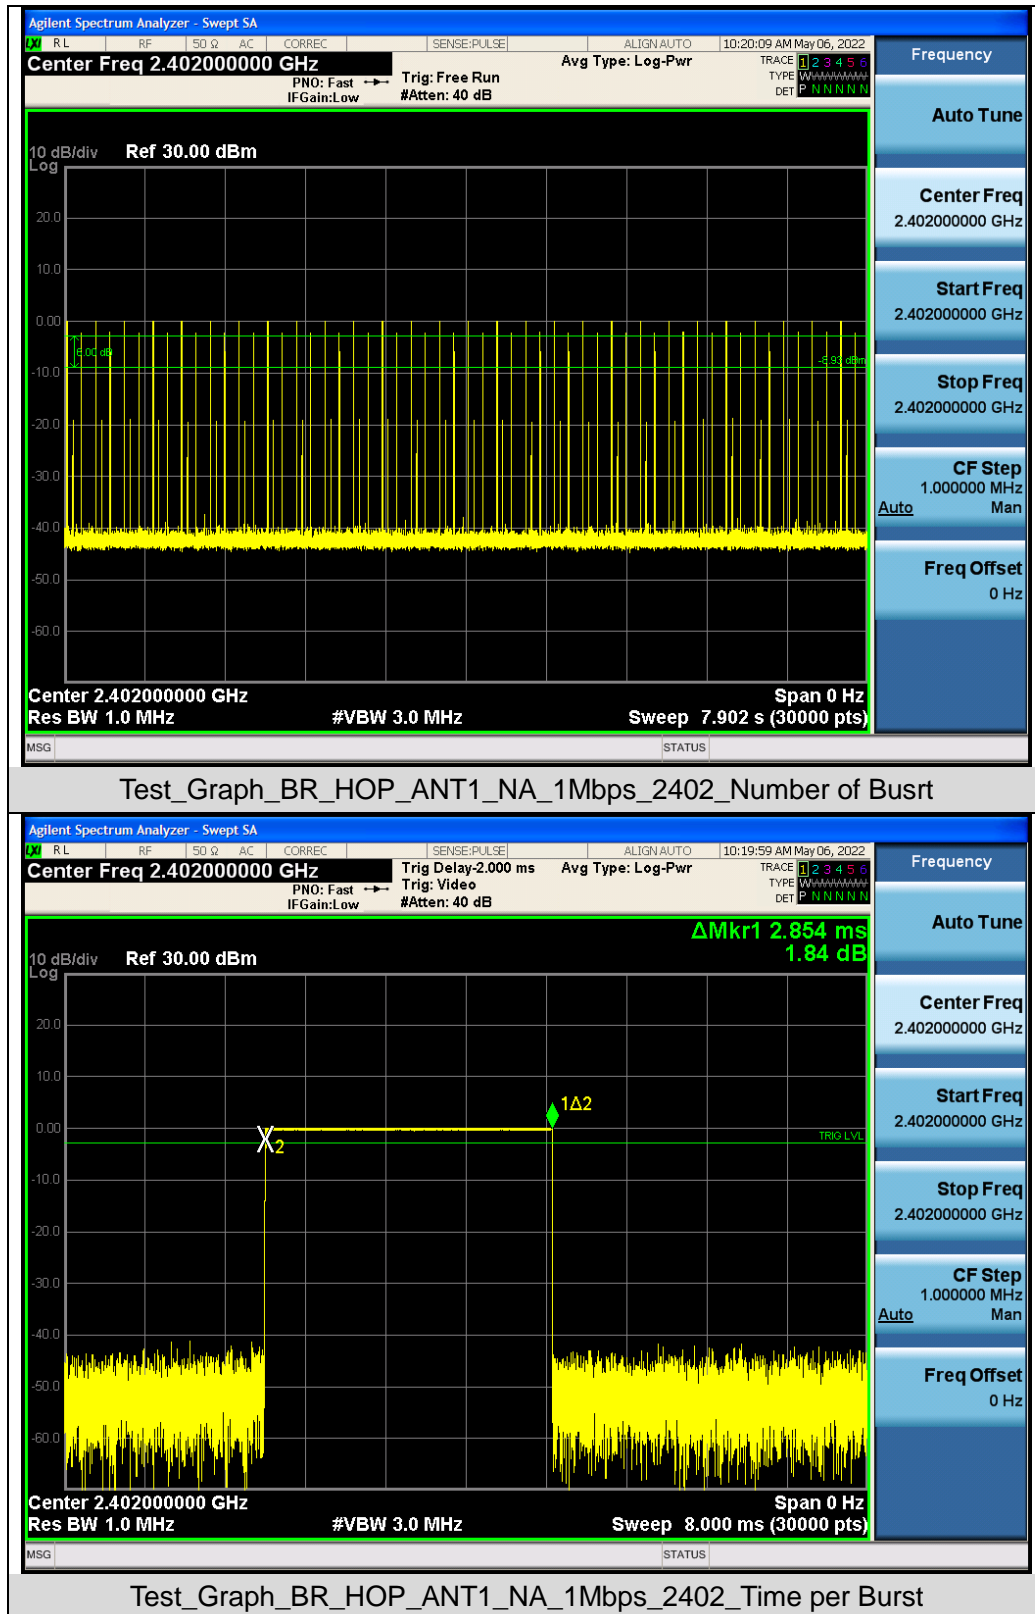 Agilent Spectrum Analyzer - Swept SA
LXI RL RF 50 Ω AC CORREC SENSE:PULSE ALIGN AUTO 10:20:09 AM May 06, 2022
Center Freq 2.402000000 GHz
PNO: Fast
IFGain:Low
Trig: Free Run
#Atten: 40 dB
Avg Type: Log-Pwr
TRACE 1 2 3 4 5 6
TYPE WWWWWW
DET P N N N N N
Frequency
Auto Tune
Center Freq
2.402000000 GHz
Start Freq
2.402000000 GHz
Stop Freq
2.402000000 GHz
CF Step
1.000000 MHz
Auto Man
Freq Offset
0 Hz
10 dB/div Ref 30.00 dBm
Log
20.0
10.0
0.00
-10.0
-20.0
-30.0
-40.0
-50.0
-60.0
6.00 dB
-8.93 dBm
Center 2.402000000 GHz Span 0 Hz
Res BW 1.0 MHz #VBW 3.0 MHz Sweep 7.902 s (30000 pts)
MSG STATUS
Test_Graph_BR_HOP_ANT1_NA_1Mbps_2402_Number of Busrt
Agilent Spectrum Analyzer - Swept SA
LXI RL RF 50 Ω AC CORREC SENSE:PULSE ALIGN AUTO 10:19:59 AM May 06, 2022
Center Freq 2.402000000 GHz
PNO: Fast
IFGain:Low
Trig Delay-2.000 ms
Trig: Video
#Atten: 40 dB
Avg Type: Log-Pwr
TRACE 1 2 3 4 5 6
TYPE WWWWWW
DET P N N N N N
Frequency
Auto Tune
Center Freq
2.402000000 GHz
Start Freq
2.402000000 GHz
Stop Freq
2.402000000 GHz
CF Step
1.000000 MHz
Auto Man
Freq Offset
0 Hz
ΔMkr1 2.854 ms
1.84 dB
10 dB/div Ref 30.00 dBm
Log
20.0
10.0
0.00
-10.0
-20.0
-30.0
-40.0
-50.0
-60.0
1Δ2
2
TRIG LVL
Center 2.402000000 GHz Span 0 Hz
Res BW 1.0 MHz #VBW 3.0 MHz Sweep 8.000 ms (30000 pts)
MSG STATUS
Test_Graph_BR_HOP_ANT1_NA_1Mbps_2402_Time per Burst